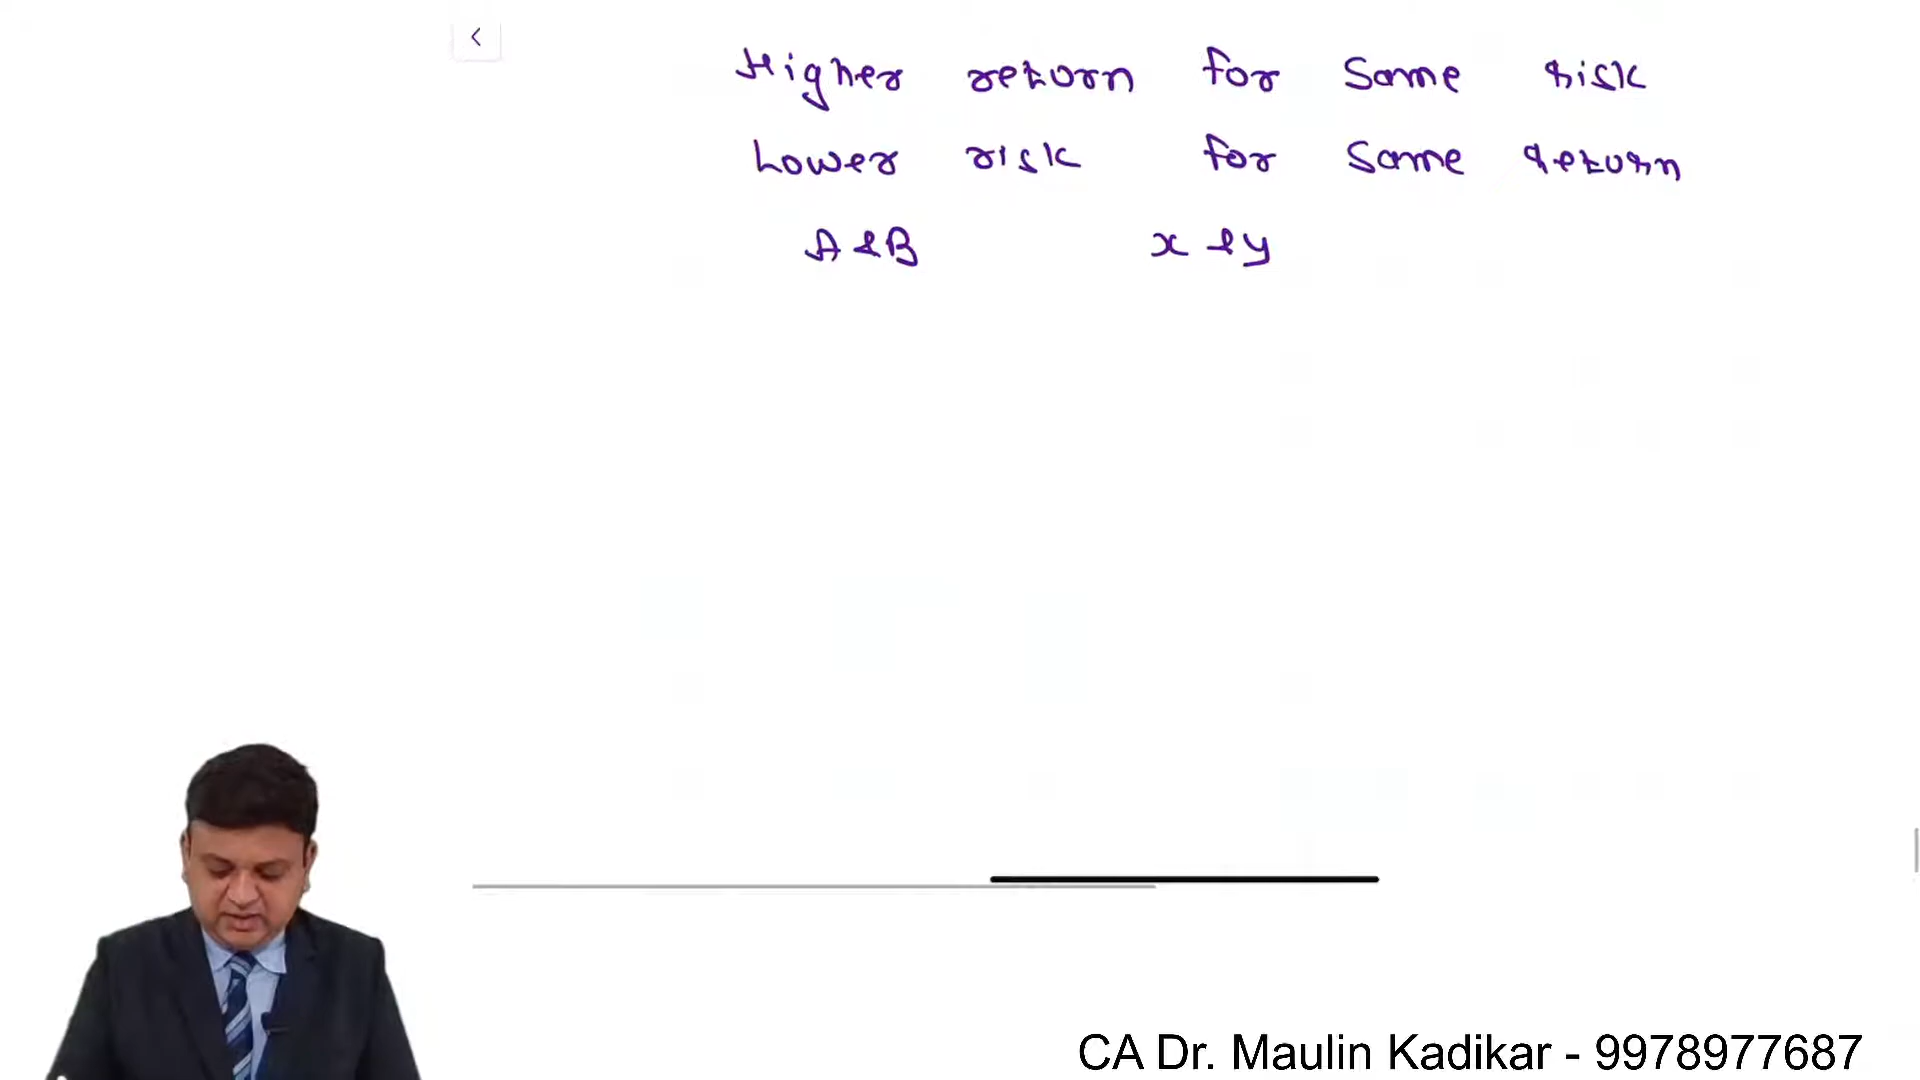 Higher return for Same risk
Lower risk for Same return
A & B x & y
CA Dr. Maulin Kadikar - 9978977687